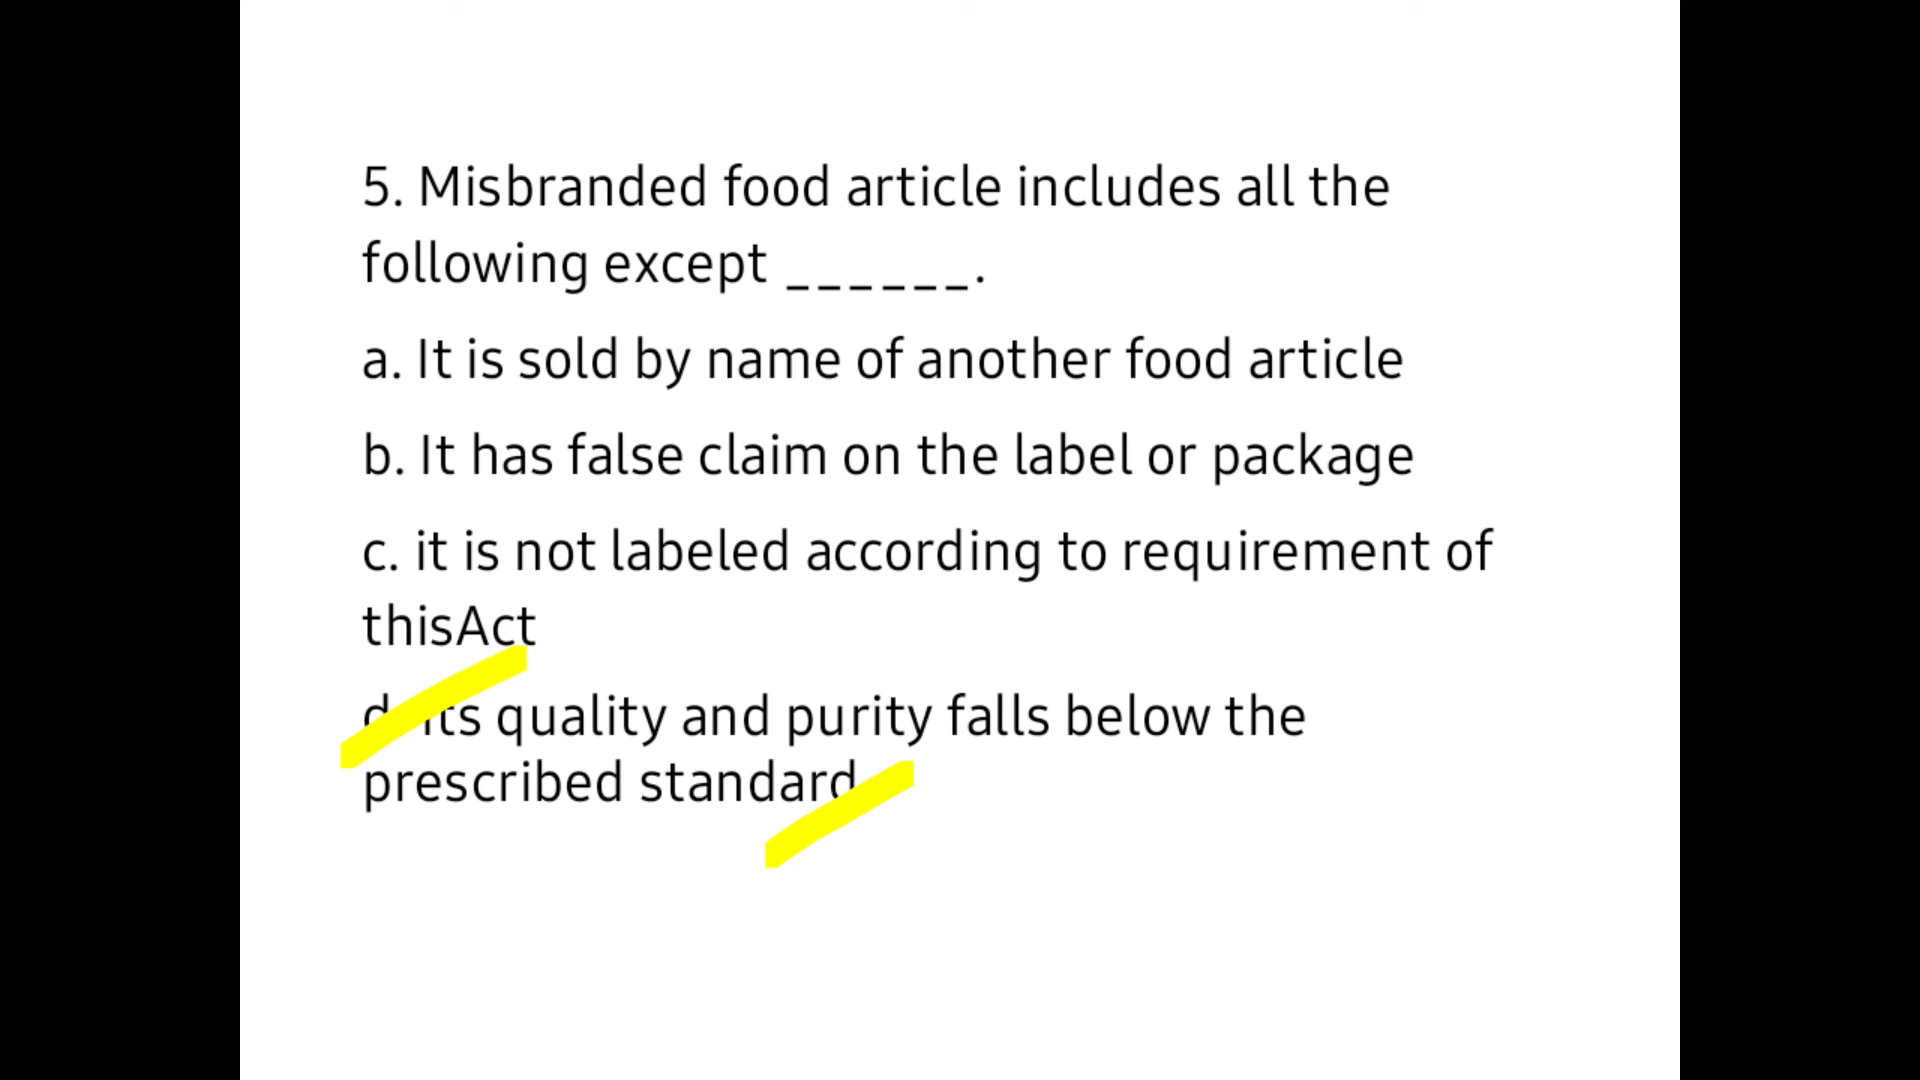 5. Misbranded food article includes all the
following except ______.
a. It is sold by name of another food article
b. It has false claim on the label or package
c. it is not labeled according to requirement of
thisAct
d. Its quality and purity falls below the
prescribed standard